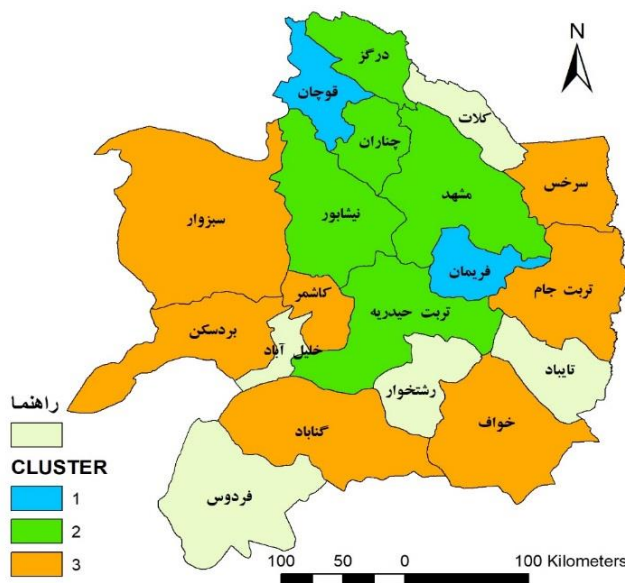 N
درگز
قوچان
کلات
چناران
سرخس
مشهد
نیشابور
سبزوار
فریمان
تربت جام
کاشمر
تربت حیدریه
بردسکن
خلیل آباد
تایباد
رشتخوار
خواف
گناباد
فردوس
راهنما
CLUSTER
1
2
3
100 50 0 100 Kilometers